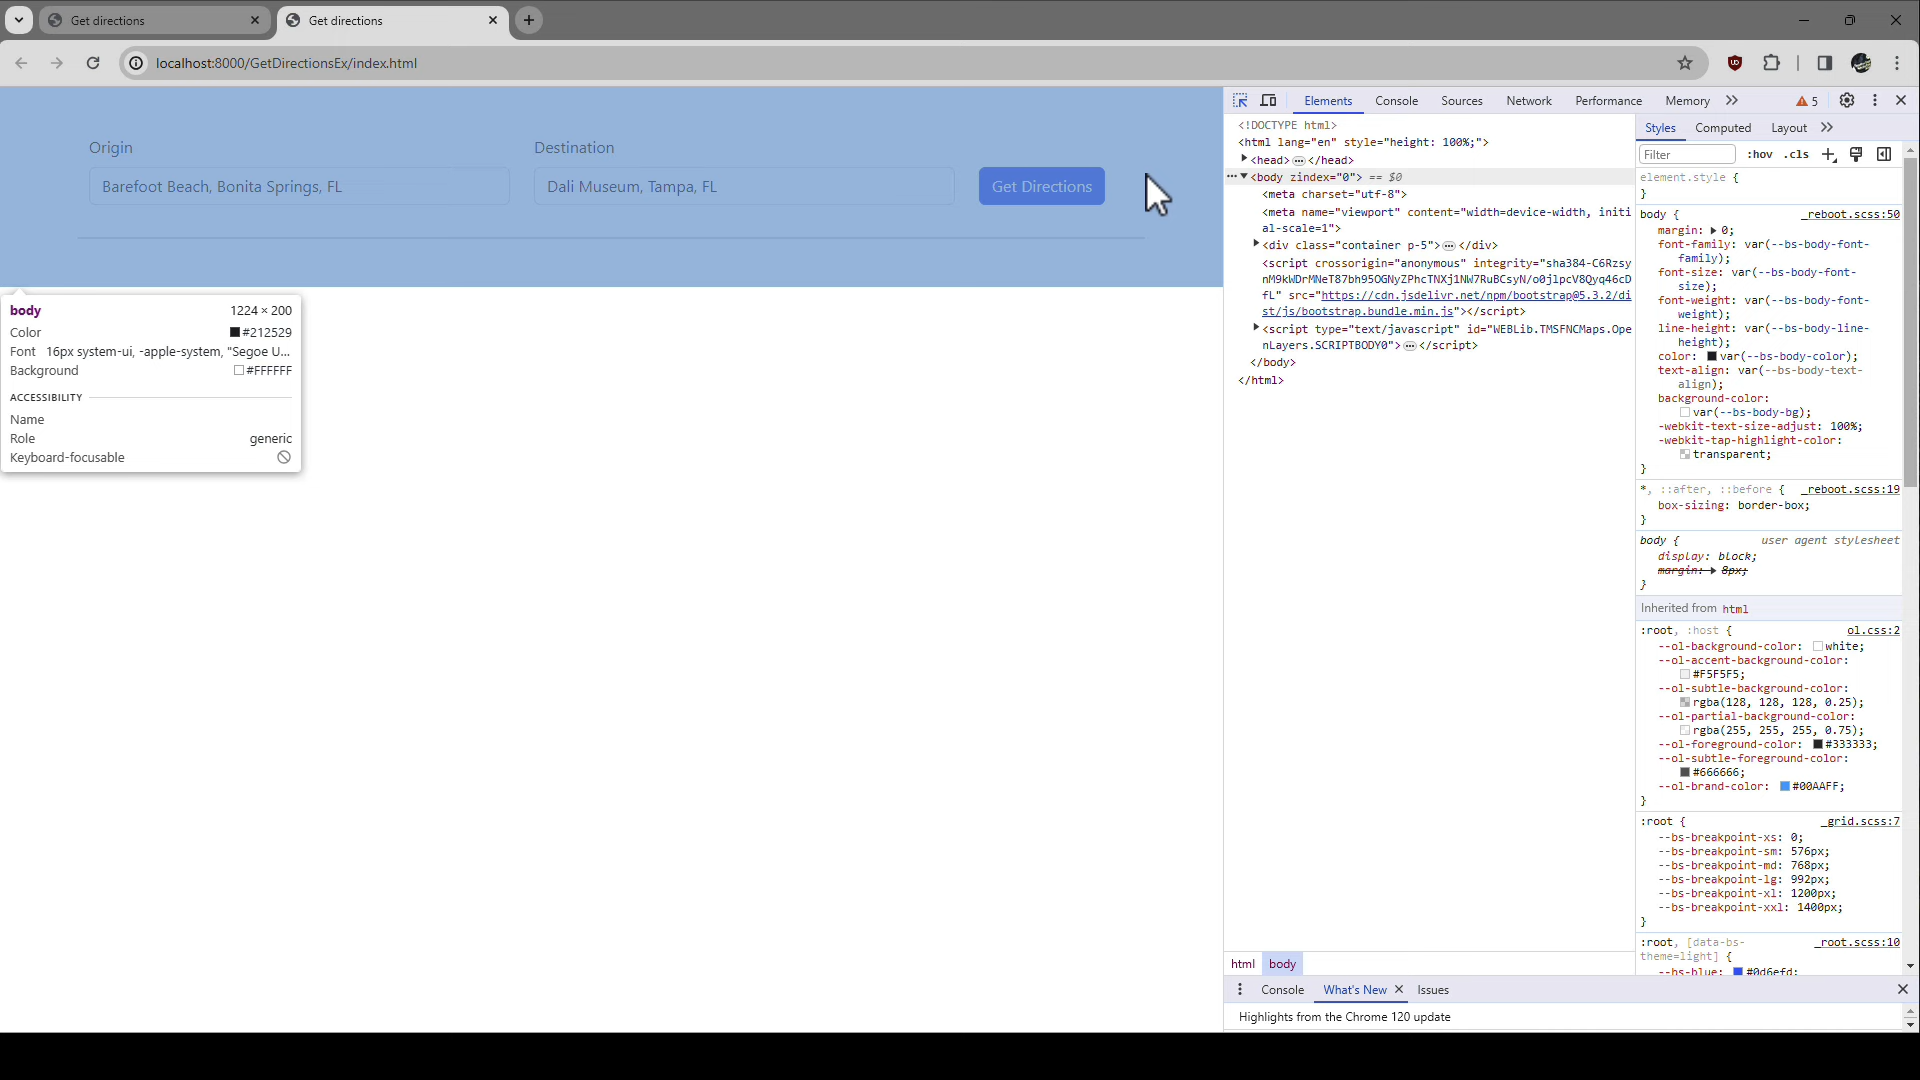 Get directions
Get directions
localhost:8000/GetDirectionsEx/index.html
Elements Console Sources Network Performance Memory 5
Origin
Destination
Barefoot Beach, Bonita Springs, FL
Dali Museum, Tampa, FL
Get Directions
body 1224 × 200
Color #212529
Font 16px system-ui, -apple-system, "Segoe U...
Background #FFFFFF
ACCESSIBILITY
Name
Role generic
Keyboard-focusable
<!DOCTYPE html>
<html lang="en" style="height: 100%;">
<head> </head>
<body zindex="0"> == $0
<meta charset="utf-8">
<meta name="viewport" content="width=device-width, initi
al-scale=1">
<div class="container p-5"> </div>
<script crossorigin="anonymous" integrity="sha384-C6Rzsy
nM9kWDrMNeT87bh95OGNyZPhcTNXj1NW7RuBCsyN/o0jlpcV8Qyq46cD
fL" src="https://cdn.jsdelivr.net/npm/bootstrap@5.3.2/di
st/js/bootstrap.bundle.min.js"></script>
<script type="text/javascript" id="WEBLib.TMSFNCMaps.Ope
nLayers.SCRIPTBODY0"> </script>
</body>
</html>
html body
Styles Computed Layout
Filter :hov .cls
element.style {
}
body { _reboot.scss:50
margin: 0;
font-family: var(--bs-body-font-
family);
font-size: var(--bs-body-font-
size);
font-weight: var(--bs-body-font-
weight);
line-height: var(--bs-body-line-
height);
color: var(--bs-body-color);
text-align: var(--bs-body-text-
align);
background-color:
var(--bs-body-bg);
-webkit-text-size-adjust: 100%;
-webkit-tap-highlight-color:
transparent;
}
*, ::after, ::before { _reboot.scss:19
box-sizing: border-box;
}
body { user agent stylesheet
display: block;
margin: 8px;
}
Inherited from html
:root, :host { ol.css:2
--ol-background-color: white;
--ol-accent-background-color:
#F5F5F5;
--ol-subtle-background-color:
rgba(128, 128, 128, 0.25);
--ol-partial-background-color:
rgba(255, 255, 255, 0.75);
--ol-foreground-color: #333333;
--ol-subtle-foreground-color:
#666666;
--ol-brand-color: #00AAFF;
}
:root { _grid.scss:7
--bs-breakpoint-xs: 0;
--bs-breakpoint-sm: 576px;
--bs-breakpoint-md: 768px;
--bs-breakpoint-lg: 992px;
--bs-breakpoint-xl: 1200px;
--bs-breakpoint-xxl: 1400px;
}
:root, [data-bs- _root.scss:10
theme=light] {
--bs-blue: #0d6efd;
Console What's New Issues
Highlights from the Chrome 120 update